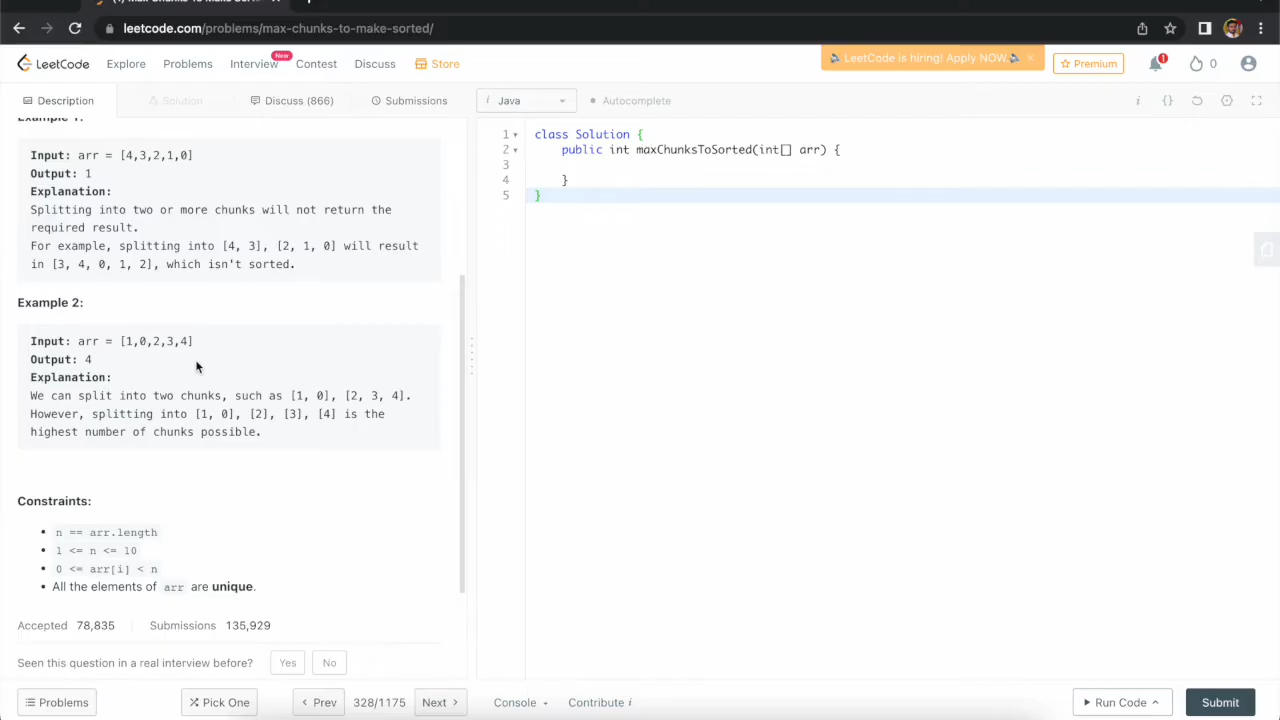 leetcode.com/problems/max-chunks-to-make-sorted/
LeetCode
Explore
Problems
Interview
New
Contest
Discuss
Store
LeetCode is hiring! Apply NOW.
Premium
1
0
Description
Solution
Discuss (866)
Submissions
i Java
Autocomplete
i
{}
Example 1:
Input: arr = [4,3,2,1,0]
Output: 1
Explanation:
Splitting into two or more chunks will not return the
required result.
For example, splitting into [4, 3], [2, 1, 0] will result
in [3, 4, 0, 1, 2], which isn't sorted.
Example 2:
Input: arr = [1,0,2,3,4]
Output: 4
Explanation:
We can split into two chunks, such as [1, 0], [2, 3, 4].
However, splitting into [1, 0], [2], [3], [4] is the
highest number of chunks possible.
Constraints:
n == arr.length
1 <= n <= 10
0 <= arr[i] < n
All the elements of arr are unique.
Accepted 78,835
Submissions 135,929
Seen this question in a real interview before? Yes No
1 class Solution {
2 public int maxChunksToSorted(int[] arr) {
3
4 }
5 }
Problems
Pick One
Prev
328/1175
Next
Console
Contribute i
Run Code
Submit